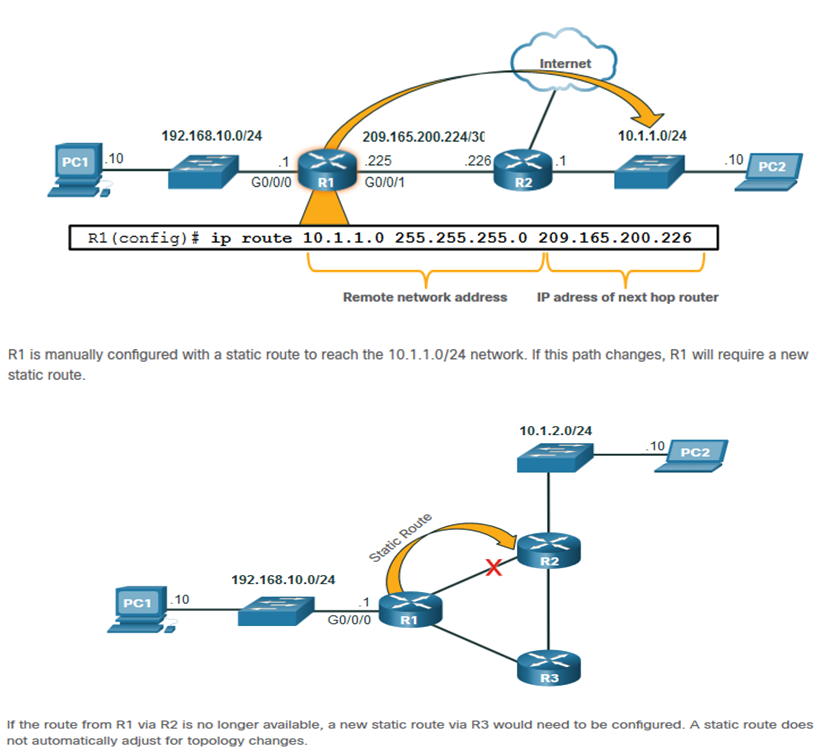 Internet
192.168.10.0/24
209.165.200.224/30
10.1.1.0/24
PC1
.10
.1
.225
.226
.1
.10
PC2
R1
R2
G0/0/0
G0/0/1
R1(config)# ip route 10.1.1.0 255.255.255.0 209.165.200.226
Remote network address
IP adress of next hop router
R1 is manually configured with a static route to reach the 10.1.1.0/24 network. If this path changes, R1 will require a new
static route.
10.1.2.0/24
.10
PC2
Static Route
R2
X
192.168.10.0/24
PC1
.10
.1
G0/0/0
R1
R3
If the route from R1 via R2 is no longer available, a new static route via R3 would need to be configured. A static route does
not automatically adjust for topology changes.